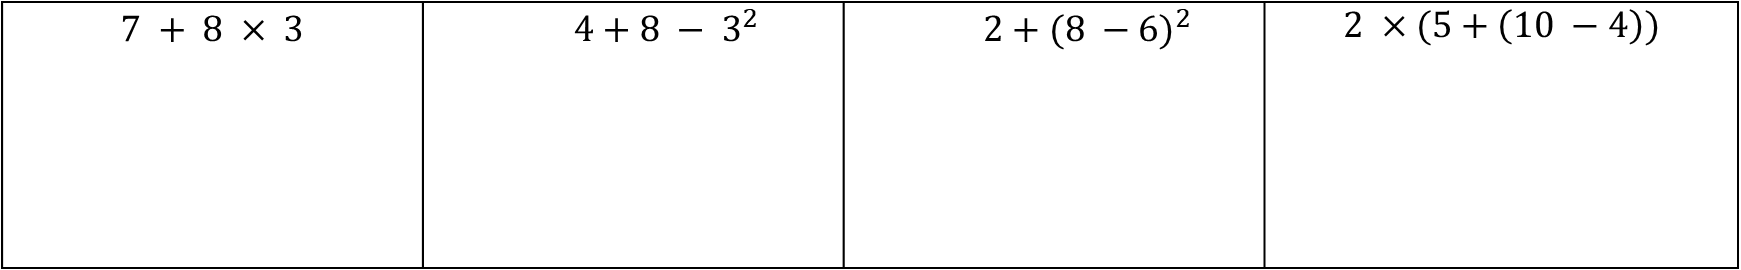 7 + 8 × 3
4 + 8 − 3²
2 + (8 − 6)²
2 × (5 + (10 − 4))